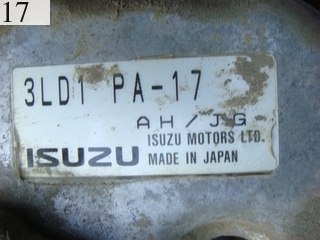 17
3LD1 PA-17
AH/JG
ISUZU MOTORS LTD.
ISUZU MADE IN JAPAN